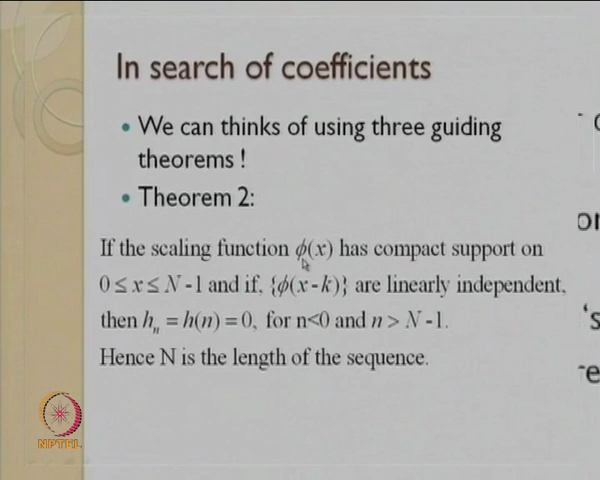 In search of coefficients
• We can thinks of using three guiding
theorems !
• Theorem 2:
If the scaling function ϕ(x) has compact support on
0 ≤ x ≤ N-1 and if, {ϕ(x-k)} are linearly independent,
then hₙ = h(n) = 0, for n<0 and n > N-1.
Hence N is the length of the sequence.
NPTEL